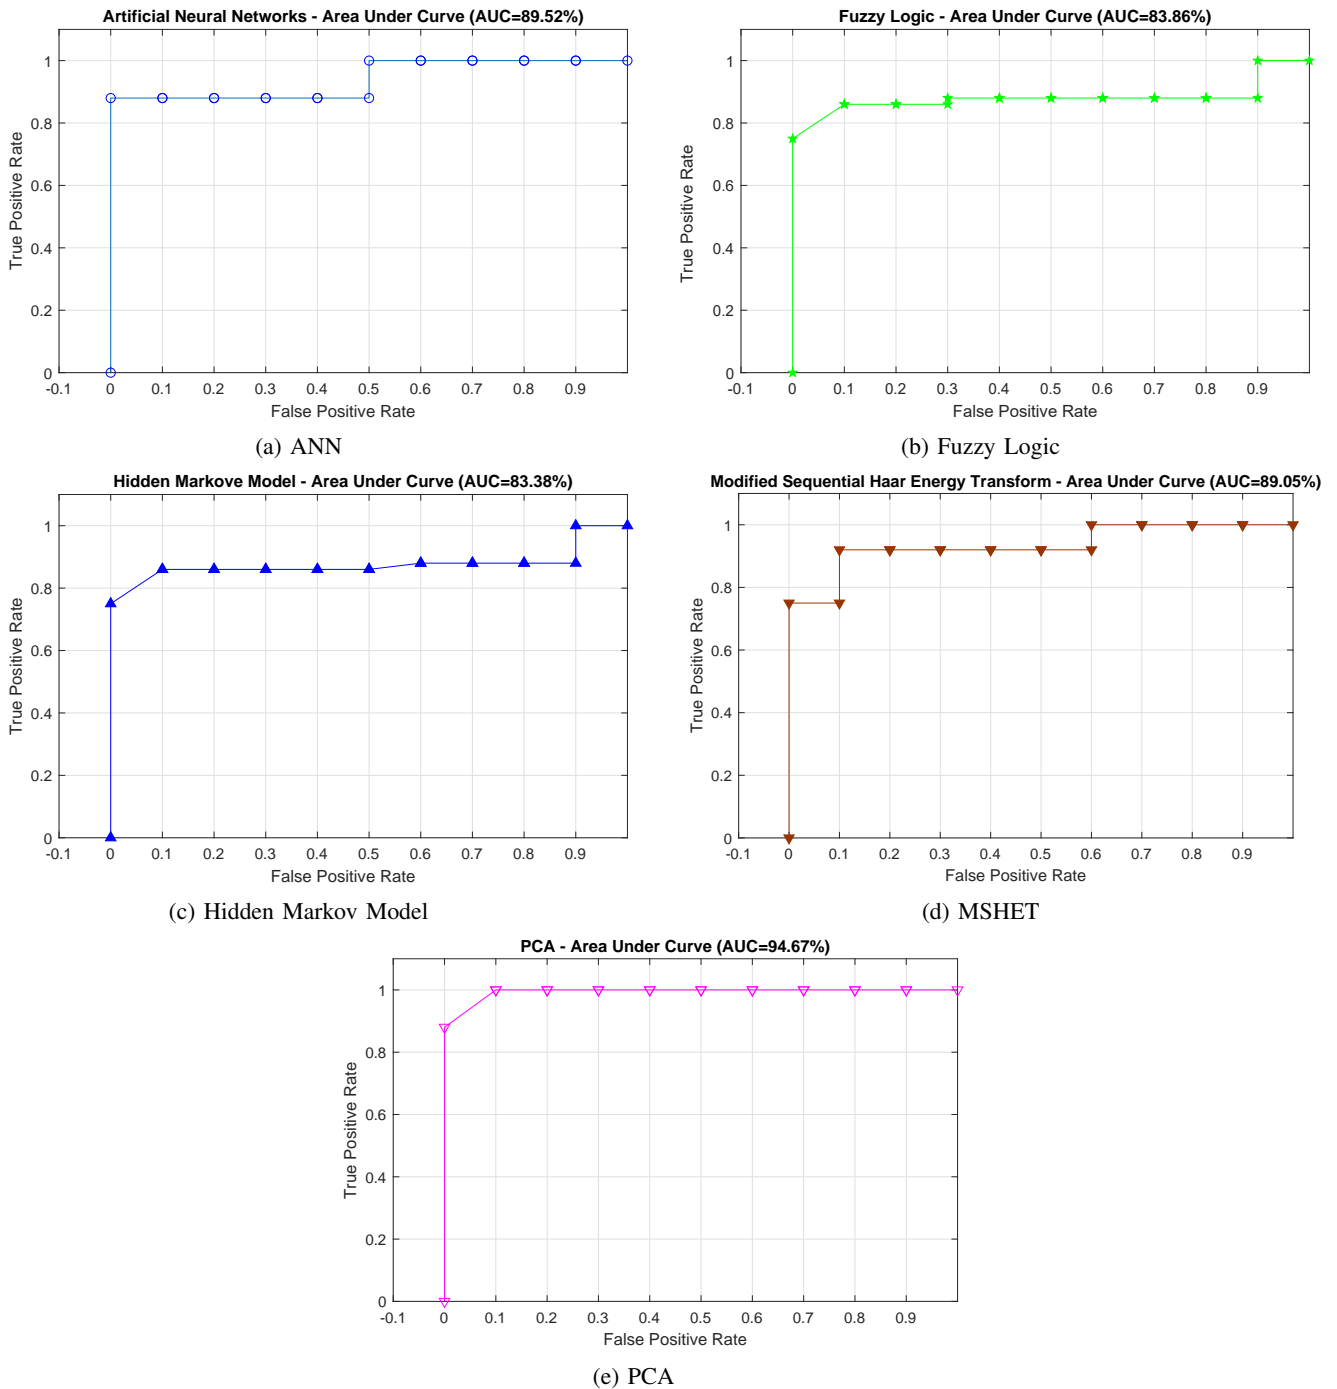 Artificial Neural Networks - Area Under Curve (AUC=89.52%)
True Positive Rate
1
0.8
0.6
0.4
0.2
0
-0.1 0 0.1 0.2 0.3 0.4 0.5 0.6 0.7 0.8 0.9
False Positive Rate
(a) ANN
Fuzzy Logic - Area Under Curve (AUC=83.86%)
True Positive Rate
1
0.8
0.6
0.4
0.2
0
-0.1 0 0.1 0.2 0.3 0.4 0.5 0.6 0.7 0.8 0.9
False Positive Rate
(b) Fuzzy Logic
Hidden Markove Model - Area Under Curve (AUC=83.38%)
True Positive Rate
1
0.8
0.6
0.4
0.2
0
-0.1 0 0.1 0.2 0.3 0.4 0.5 0.6 0.7 0.8 0.9
False Positive Rate
(c) Hidden Markov Model
Modified Sequential Haar Energy Transform - Area Under Curve (AUC=89.05%)
True Positive Rate
1
0.8
0.6
0.4
0.2
0
-0.1 0 0.1 0.2 0.3 0.4 0.5 0.6 0.7 0.8 0.9
False Positive Rate
(d) MSHET
PCA - Area Under Curve (AUC=94.67%)
True Positive Rate
1
0.8
0.6
0.4
0.2
0
-0.1 0 0.1 0.2 0.3 0.4 0.5 0.6 0.7 0.8 0.9
False Positive Rate
(e) PCA